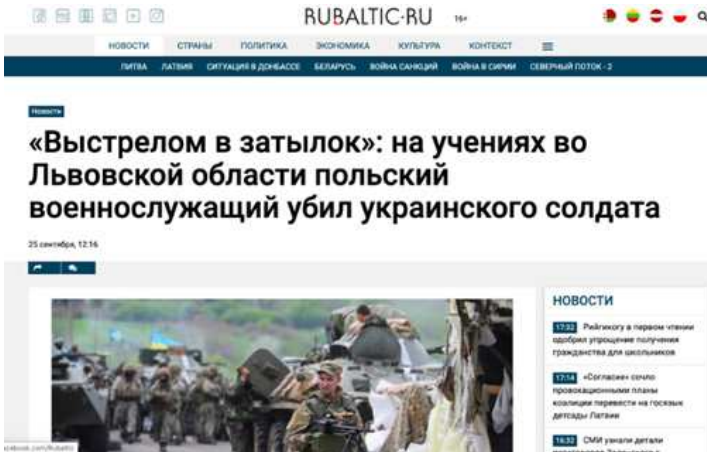 RUBALTIC·RU 16+
НОВОСТИ СТРАНЫ ПОЛИТИКА ЭКОНОМИКА КУЛЬТУРА КОНТЕКСТ
ЛИТВА ЛАТВИЯ СИТУАЦИЯ В ДОНБАССЕ БЕЛАРУСЬ ВОЙНА САНКЦИЙ ВОЙНА В СИРИИ СЕВЕРНЫЙ ПОТОК - 2
Новости
«Выстрелом в затылок»: на учениях во
Львовской области польский
военнослужащий убил украинского солдата
25 сентября, 12:16
НОВОСТИ
17:32 Рийгикогу в первом чтении
одобрил упрощение получения
гражданства для школьников
17:14 «Согласие» сочло
провокационными планы
коалиции перевести на госязык
детсады Латвии
16:32 СМИ узнали детали